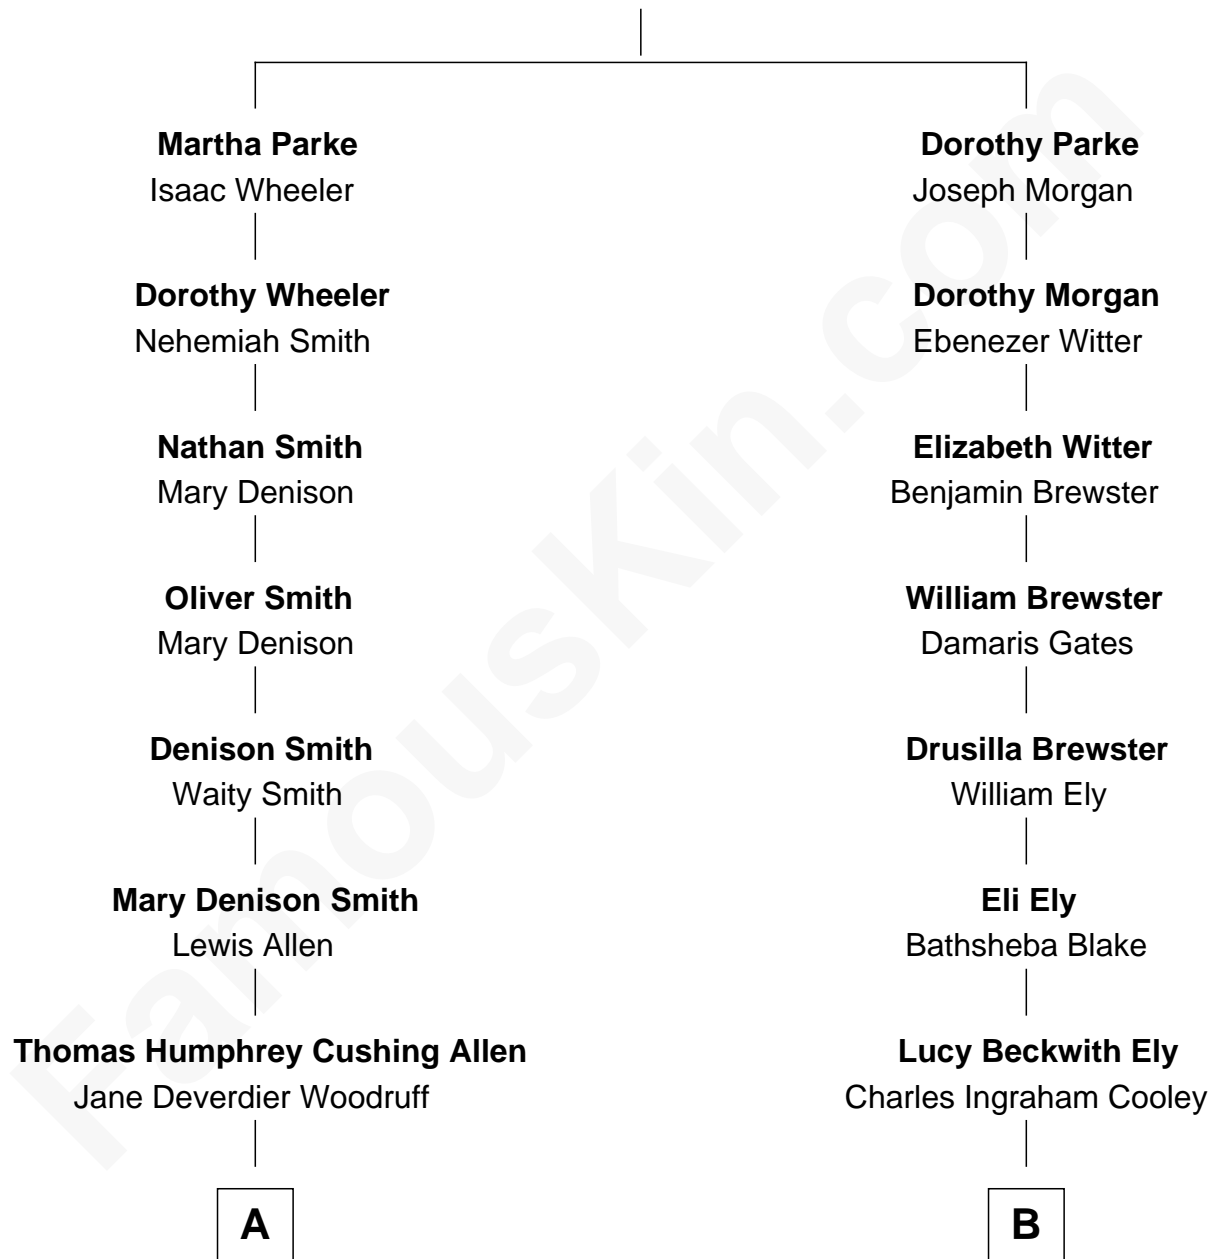 Martha Parke
Isaac Wheeler
Dorothy Wheeler
Nehemiah Smith
Nathan Smith
Mary Denison
Oliver Smith
Mary Denison
Denison Smith
Waity Smith
Mary Denison Smith
Lewis Allen
Thomas Humphrey Cushing Allen
Jane Deverdier Woodruff
A
Dorothy Parke
Joseph Morgan
Dorothy Morgan
Ebenezer Witter
Elizabeth Witter
Benjamin Brewster
William Brewster
Damaris Gates
Drusilla Brewster
William Ely
Eli Ely
Bathsheba Blake
Lucy Beckwith Ely
Charles Ingraham Cooley
B
FamousKin.com